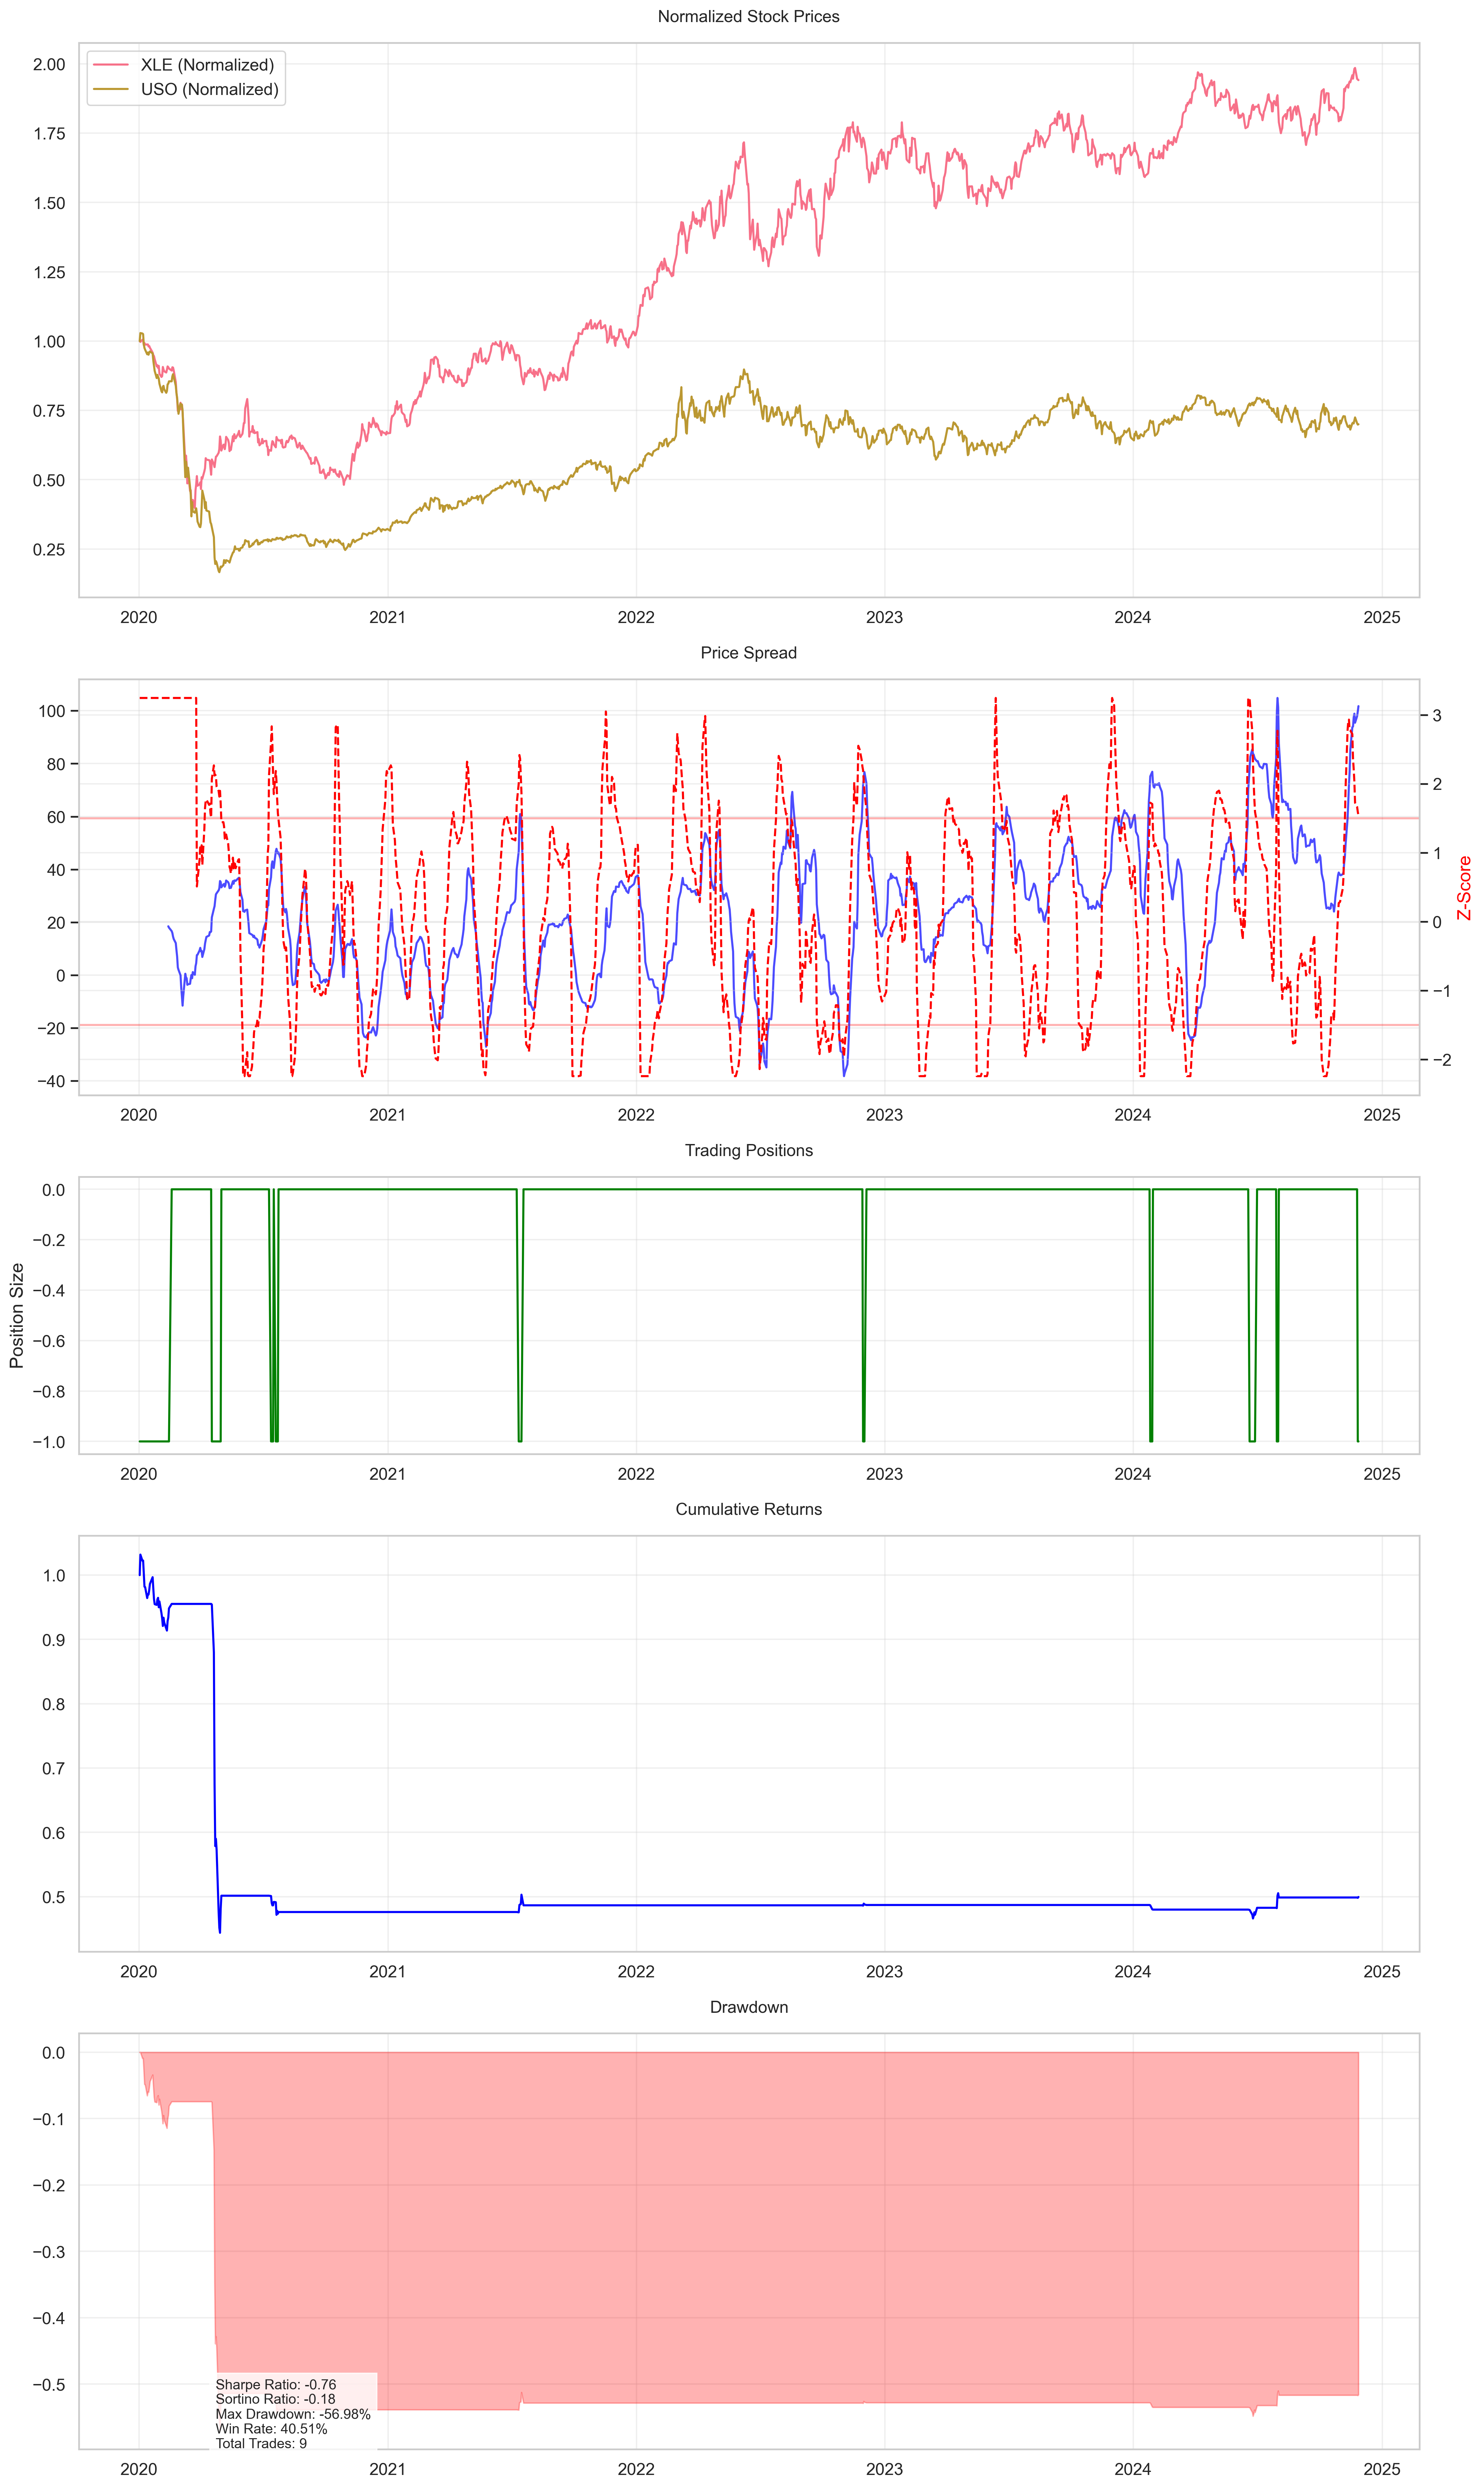 Normalized Stock Prices
XLE (Normalized)
USO (Normalized)
2.00
1.75
1.50
1.25
1.00
0.75
0.50
0.25
2020 2021 2022 2023 2024 2025
Price Spread
100
80
60
40
20
0
−20
−40
3
2
1
0
−1
−2
Z-Score
2020 2021 2022 2023 2024 2025
Trading Positions
Position Size
0.0
−0.2
−0.4
−0.6
−0.8
−1.0
2020 2021 2022 2023 2024 2025
Cumulative Returns
1.0
0.9
0.8
0.7
0.6
0.5
2020 2021 2022 2023 2024 2025
Drawdown
0.0
−0.1
−0.2
−0.3
−0.4
−0.5
Sharpe Ratio: -0.76
Sortino Ratio: -0.18
Max Drawdown: -56.98%
Win Rate: 40.51%
Total Trades: 9
2020 2021 2022 2023 2024 2025